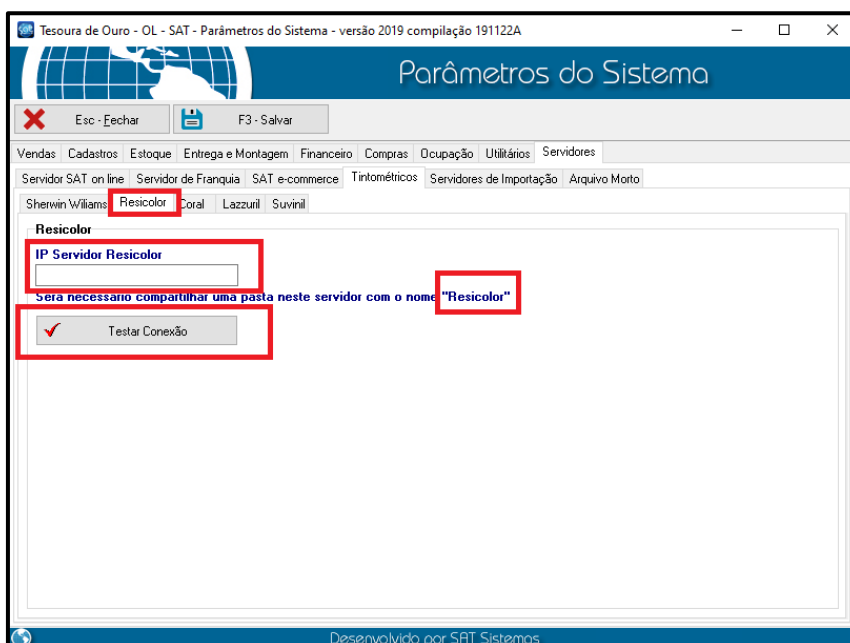 Tesoura de Ouro - OL - SAT - Parâmetros do Sistema - versão 2019 compilação 191122A
Parâmetros do Sistema
Esc - Fechar F3 - Salvar
Vendas Cadastros Estoque Entrega e Montagem Financeiro Compras Ocupação Utilitários Servidores
Servidor SAT on line Servidor de Franquia SAT e-commerce Tintométricos Servidores de Importação Arquivo Morto
Sherwin Wiliams Resicolor Coral Lazzuril Suvinil
Resicolor
IP Servidor Resicolor
Será necessário compartilhar uma pasta neste servidor com o nome "Resicolor"
Testar Conexão
Desenvolvido por SAT Sistemas